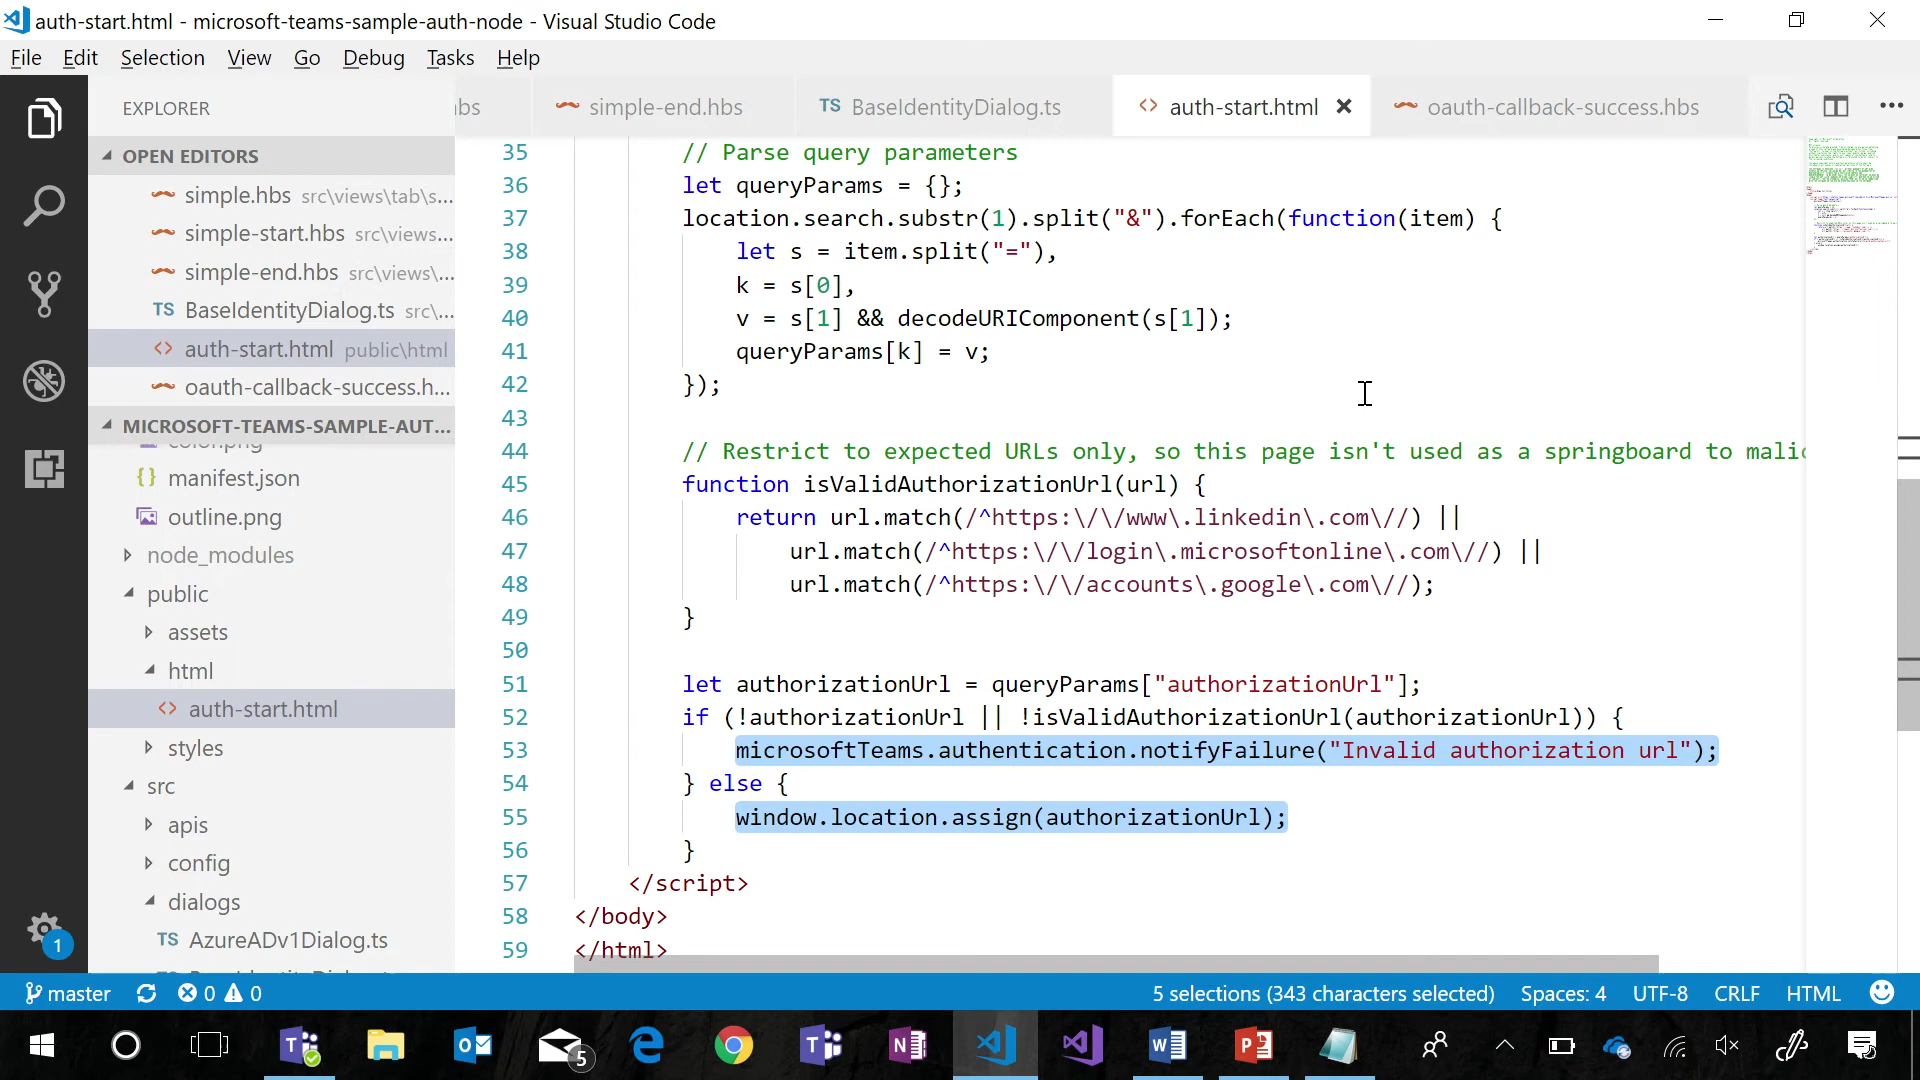 auth-start.html - microsoft-teams-sample-auth-node - Visual Studio Code
File Edit Selection View Go Debug Tasks Help
EXPLORER
OPEN EDITORS
simple.hbs src\views\tab\s...
simple-start.hbs src\views...
simple-end.hbs src\views\...
TS BaseIdentityDialog.ts src\...
<> auth-start.html public\html
oauth-callback-success.h...
MICROSOFT-TEAMS-SAMPLE-AUT...
color.png
{} manifest.json
outline.png
node_modules
public
assets
html
<> auth-start.html
styles
src
apis
config
dialogs
TS AzureADv1Dialog.ts
simple-end.hbs
TS BaseIdentityDialog.ts
<> auth-start.html
oauth-callback-success.hbs
35 // Parse query parameters
36 let queryParams = {};
37 location.search.substr(1).split("&").forEach(function(item) {
38 let s = item.split("="),
39 k = s[0],
40 v = s[1] && decodeURIComponent(s[1]);
41 queryParams[k] = v;
42 });
43
44 // Restrict to expected URLs only, so this page isn't used as a springboard to malic
45 function isValidAuthorizationUrl(url) {
46 return url.match(/^https:\/\/www\.linkedin\.com\//) ||
47 url.match(/^https:\/\/login\.microsoftonline\.com\//) ||
48 url.match(/^https:\/\/accounts\.google\.com\//);
49 }
50
51 let authorizationUrl = queryParams["authorizationUrl"];
52 if (!authorizationUrl || !isValidAuthorizationUrl(authorizationUrl)) {
53 microsoftTeams.authentication.notifyFailure("Invalid authorization url");
54 } else {
55 window.location.assign(authorizationUrl);
56 }
57 </script>
58 </body>
59 </html>
1
master 0 0 5 selections (343 characters selected) Spaces: 4 UTF-8 CRLF HTML
5